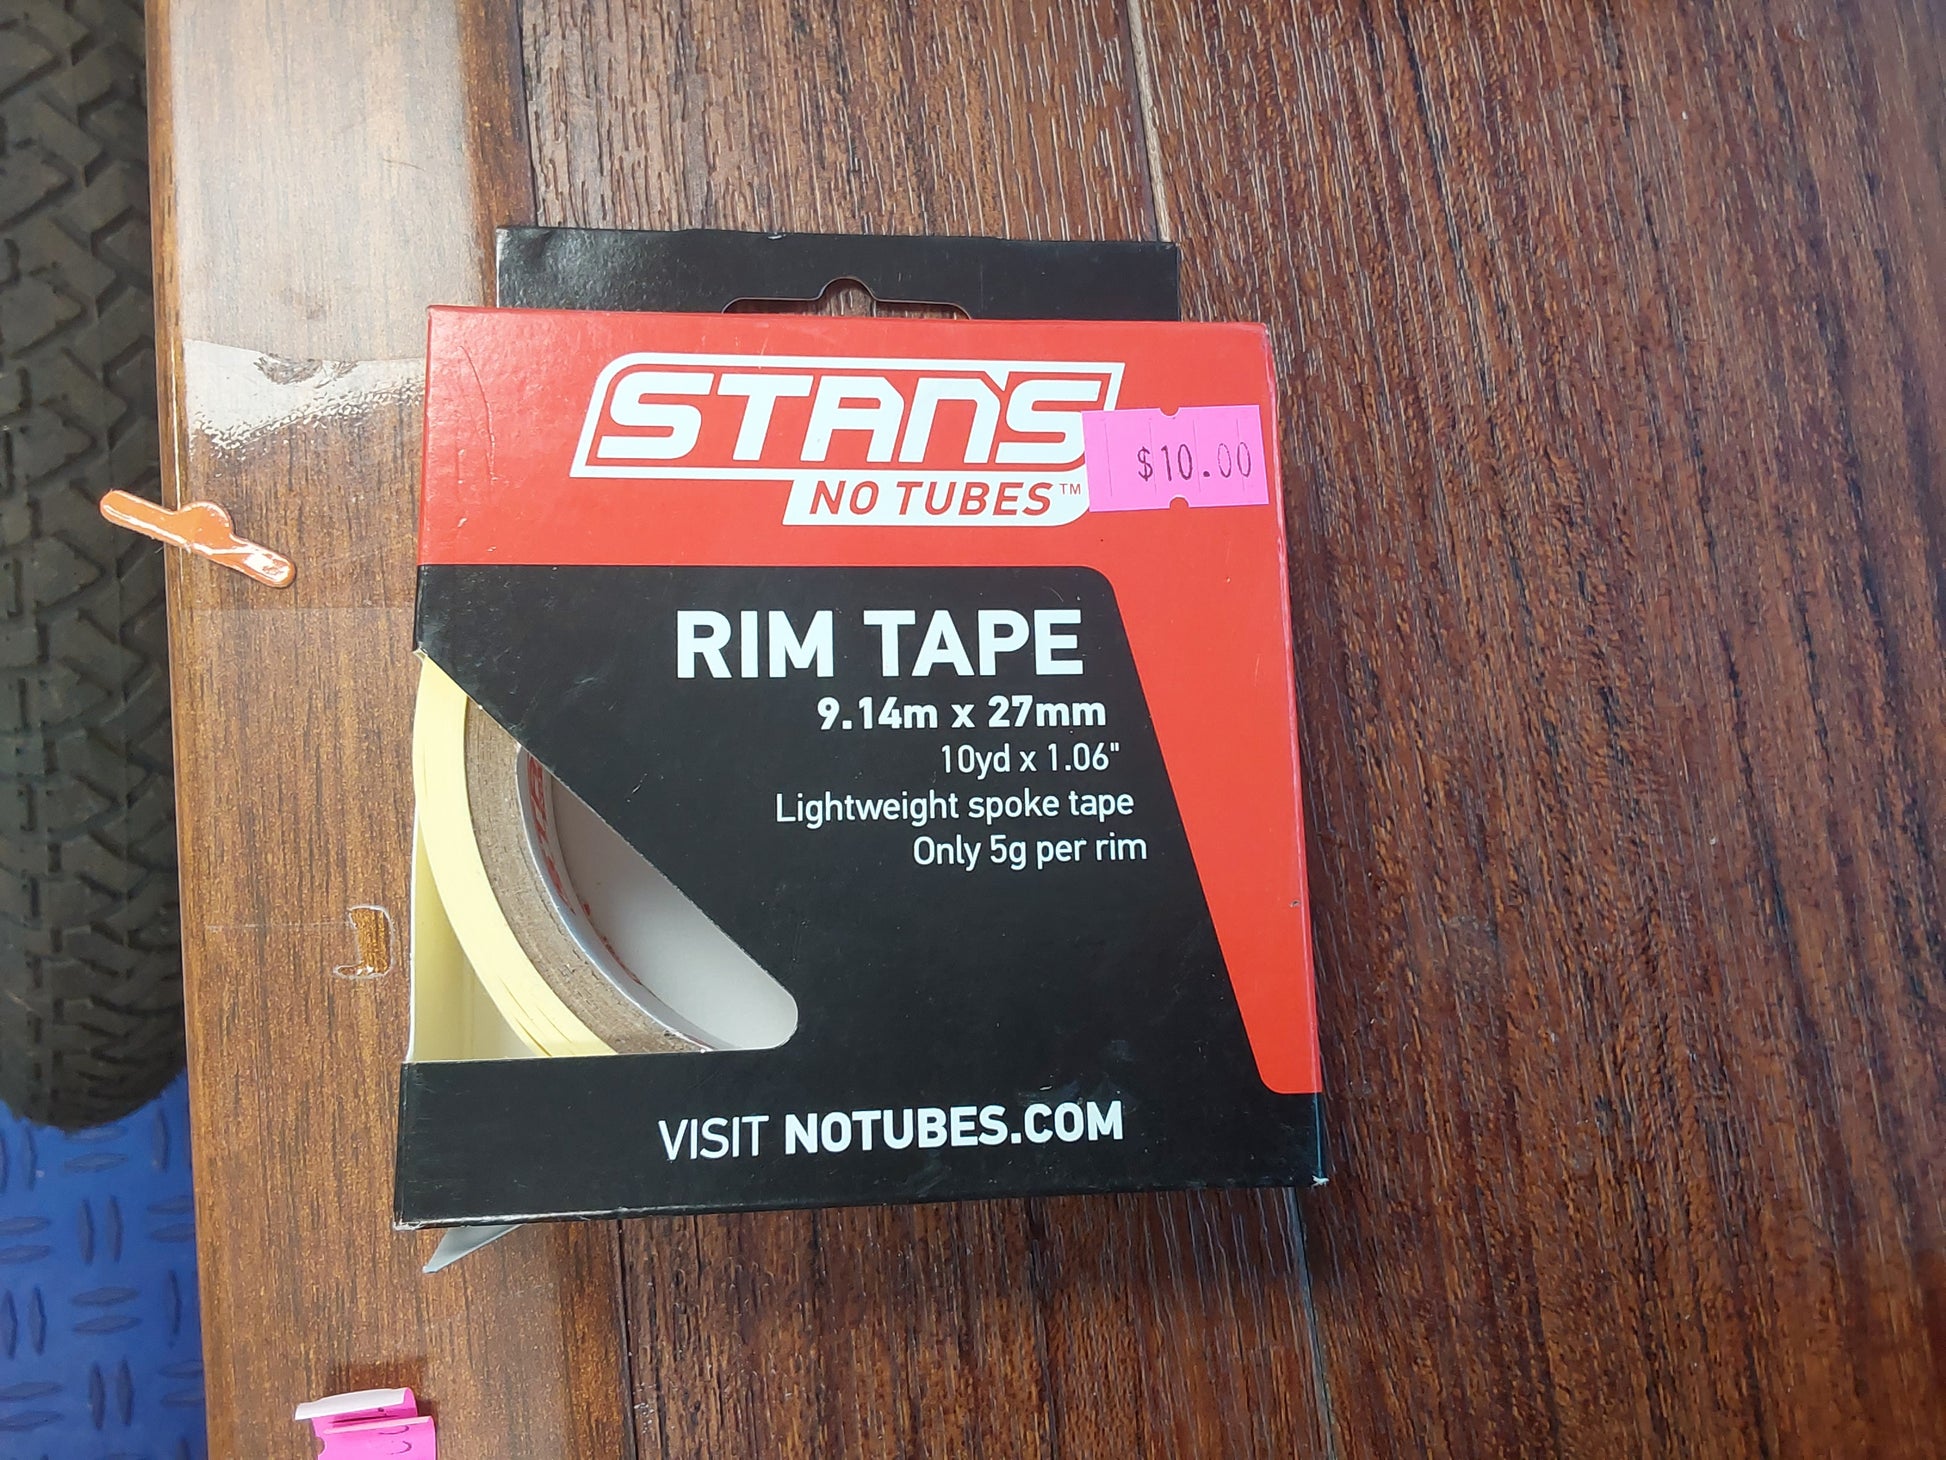 STAN'S
NO TUBES™
$10.00
RIM TAPE
9.14m x 27mm
10yd x 1.06"
Lightweight spoke tape
Only 5g per rim
VISIT NOTUBES.COM